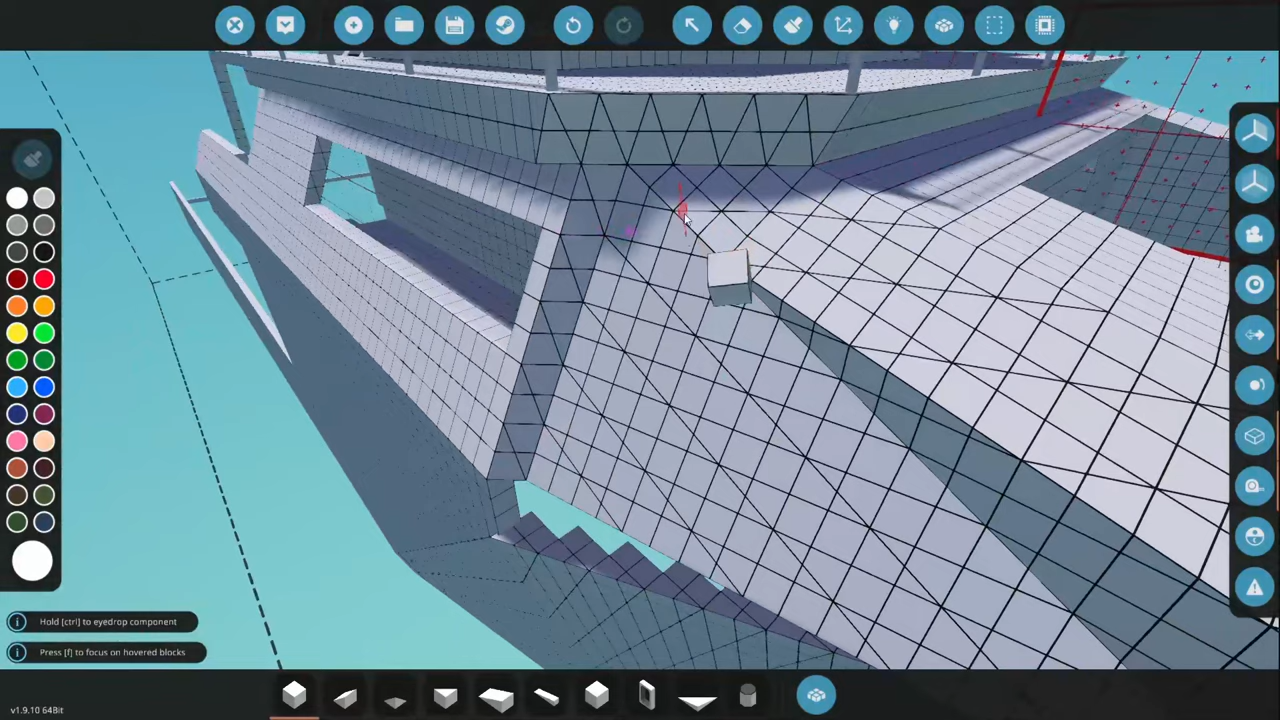 Hold [ctrl] to eyedrop component
Press [f] to focus on hovered blocks
v1.9.10 64Bit